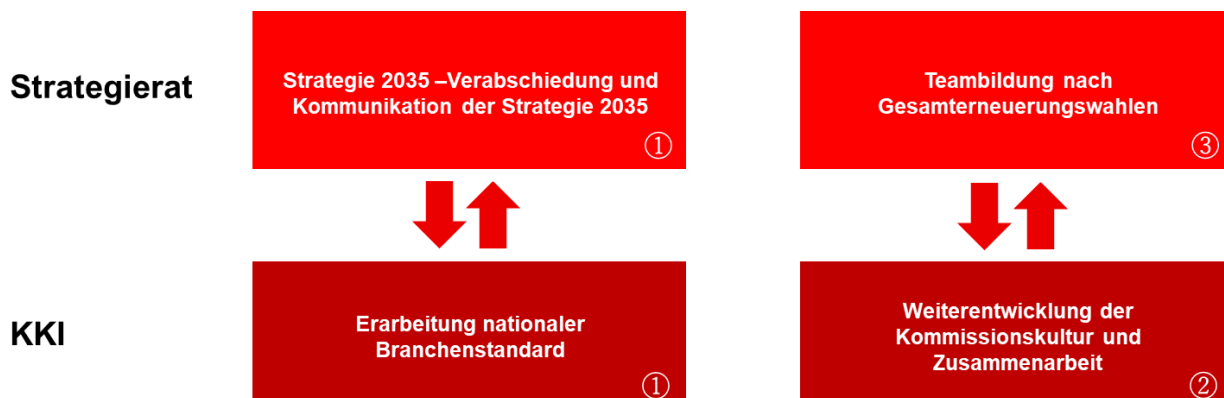 Strategierat
Strategie 2035 –Verabschiedung und
Kommunikation der Strategie 2035
①
Teambildung nach
Gesamterneuerungswahlen
③
KKI
Erarbeitung nationaler
Branchenstandard
①
Weiterentwicklung der
Kommissionskultur und
Zusammenarbeit
②